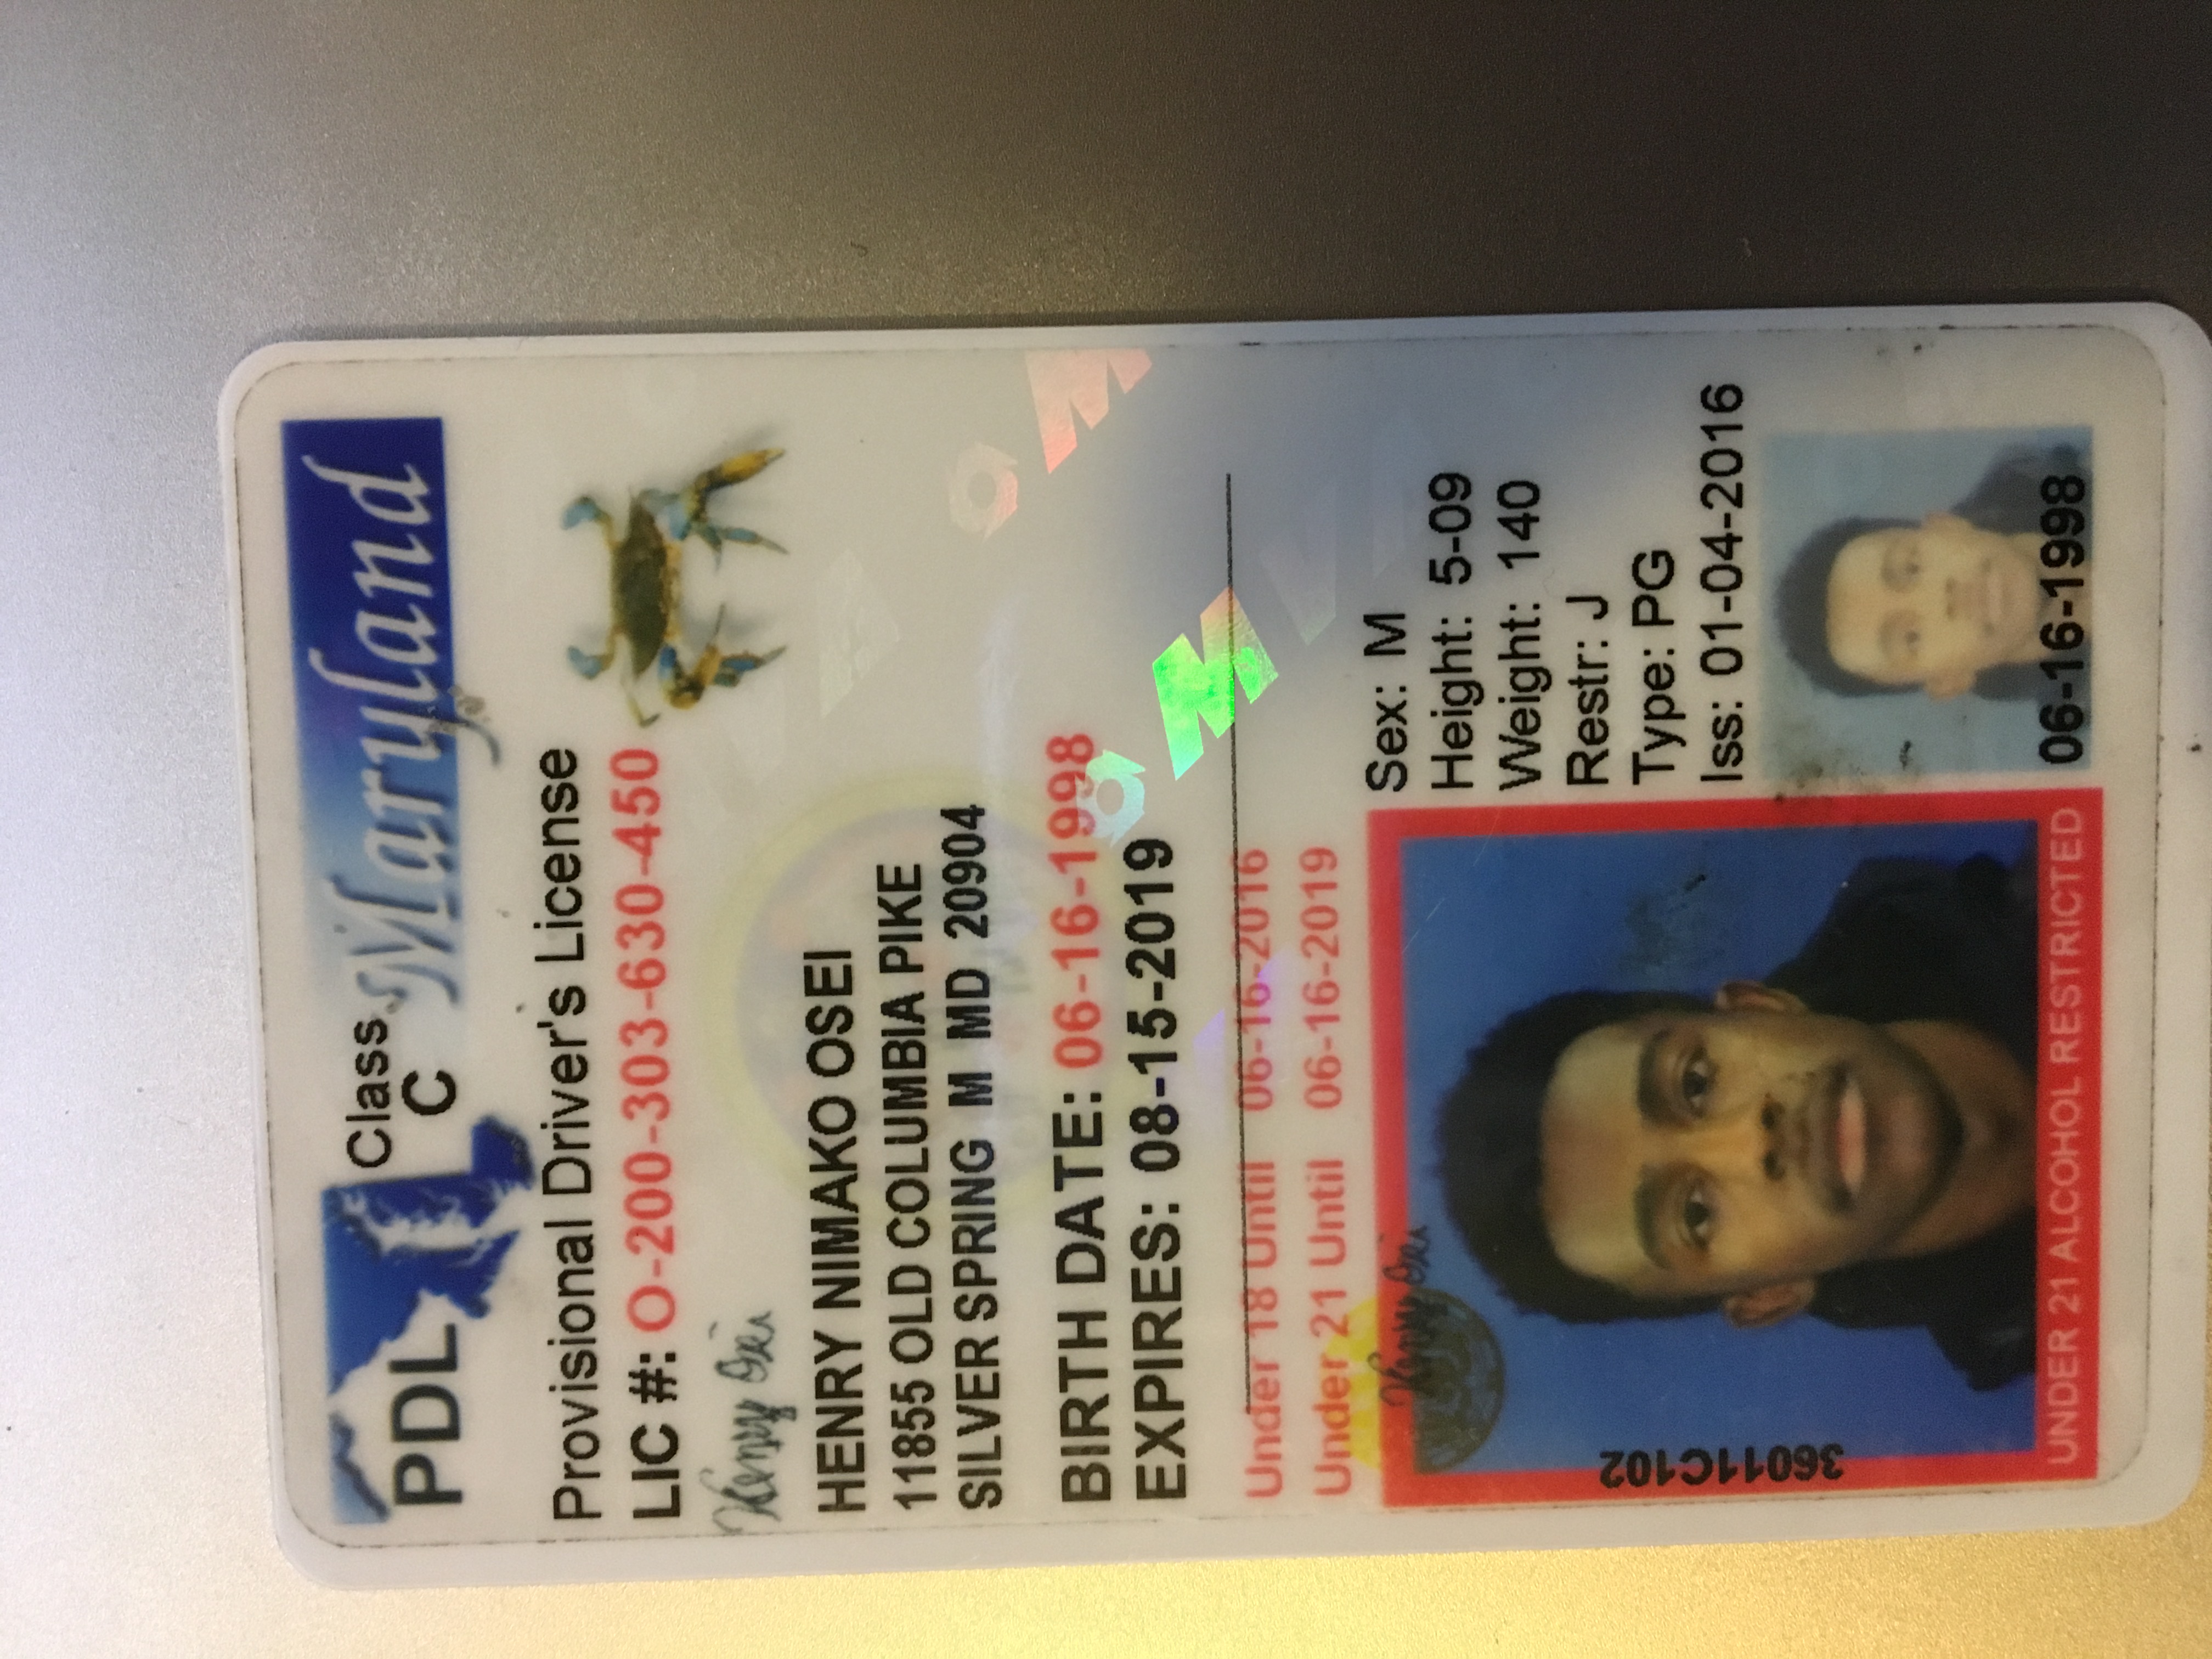 PDL Class C Maryland
Provisional Driver's License
LIC #: O-200-303-630-450
Henry Osei
HENRY NIMAKO OSEI
11855 OLD COLUMBIA PIKE
SILVER SPRING M MD 20904
BIRTH DATE: 06-16-1998
EXPIRES: 08-15-2019
Under 18 Until 06-16-2016
Under 21 Until 06-16-2019
Henry Osei
Sex: M
Height: 5-09
Weight: 140
Restr: J
Type: PG
Iss: 01-04-2016
36011C102
UNDER 21 ALCOHOL RESTRICTED
06-16-1998